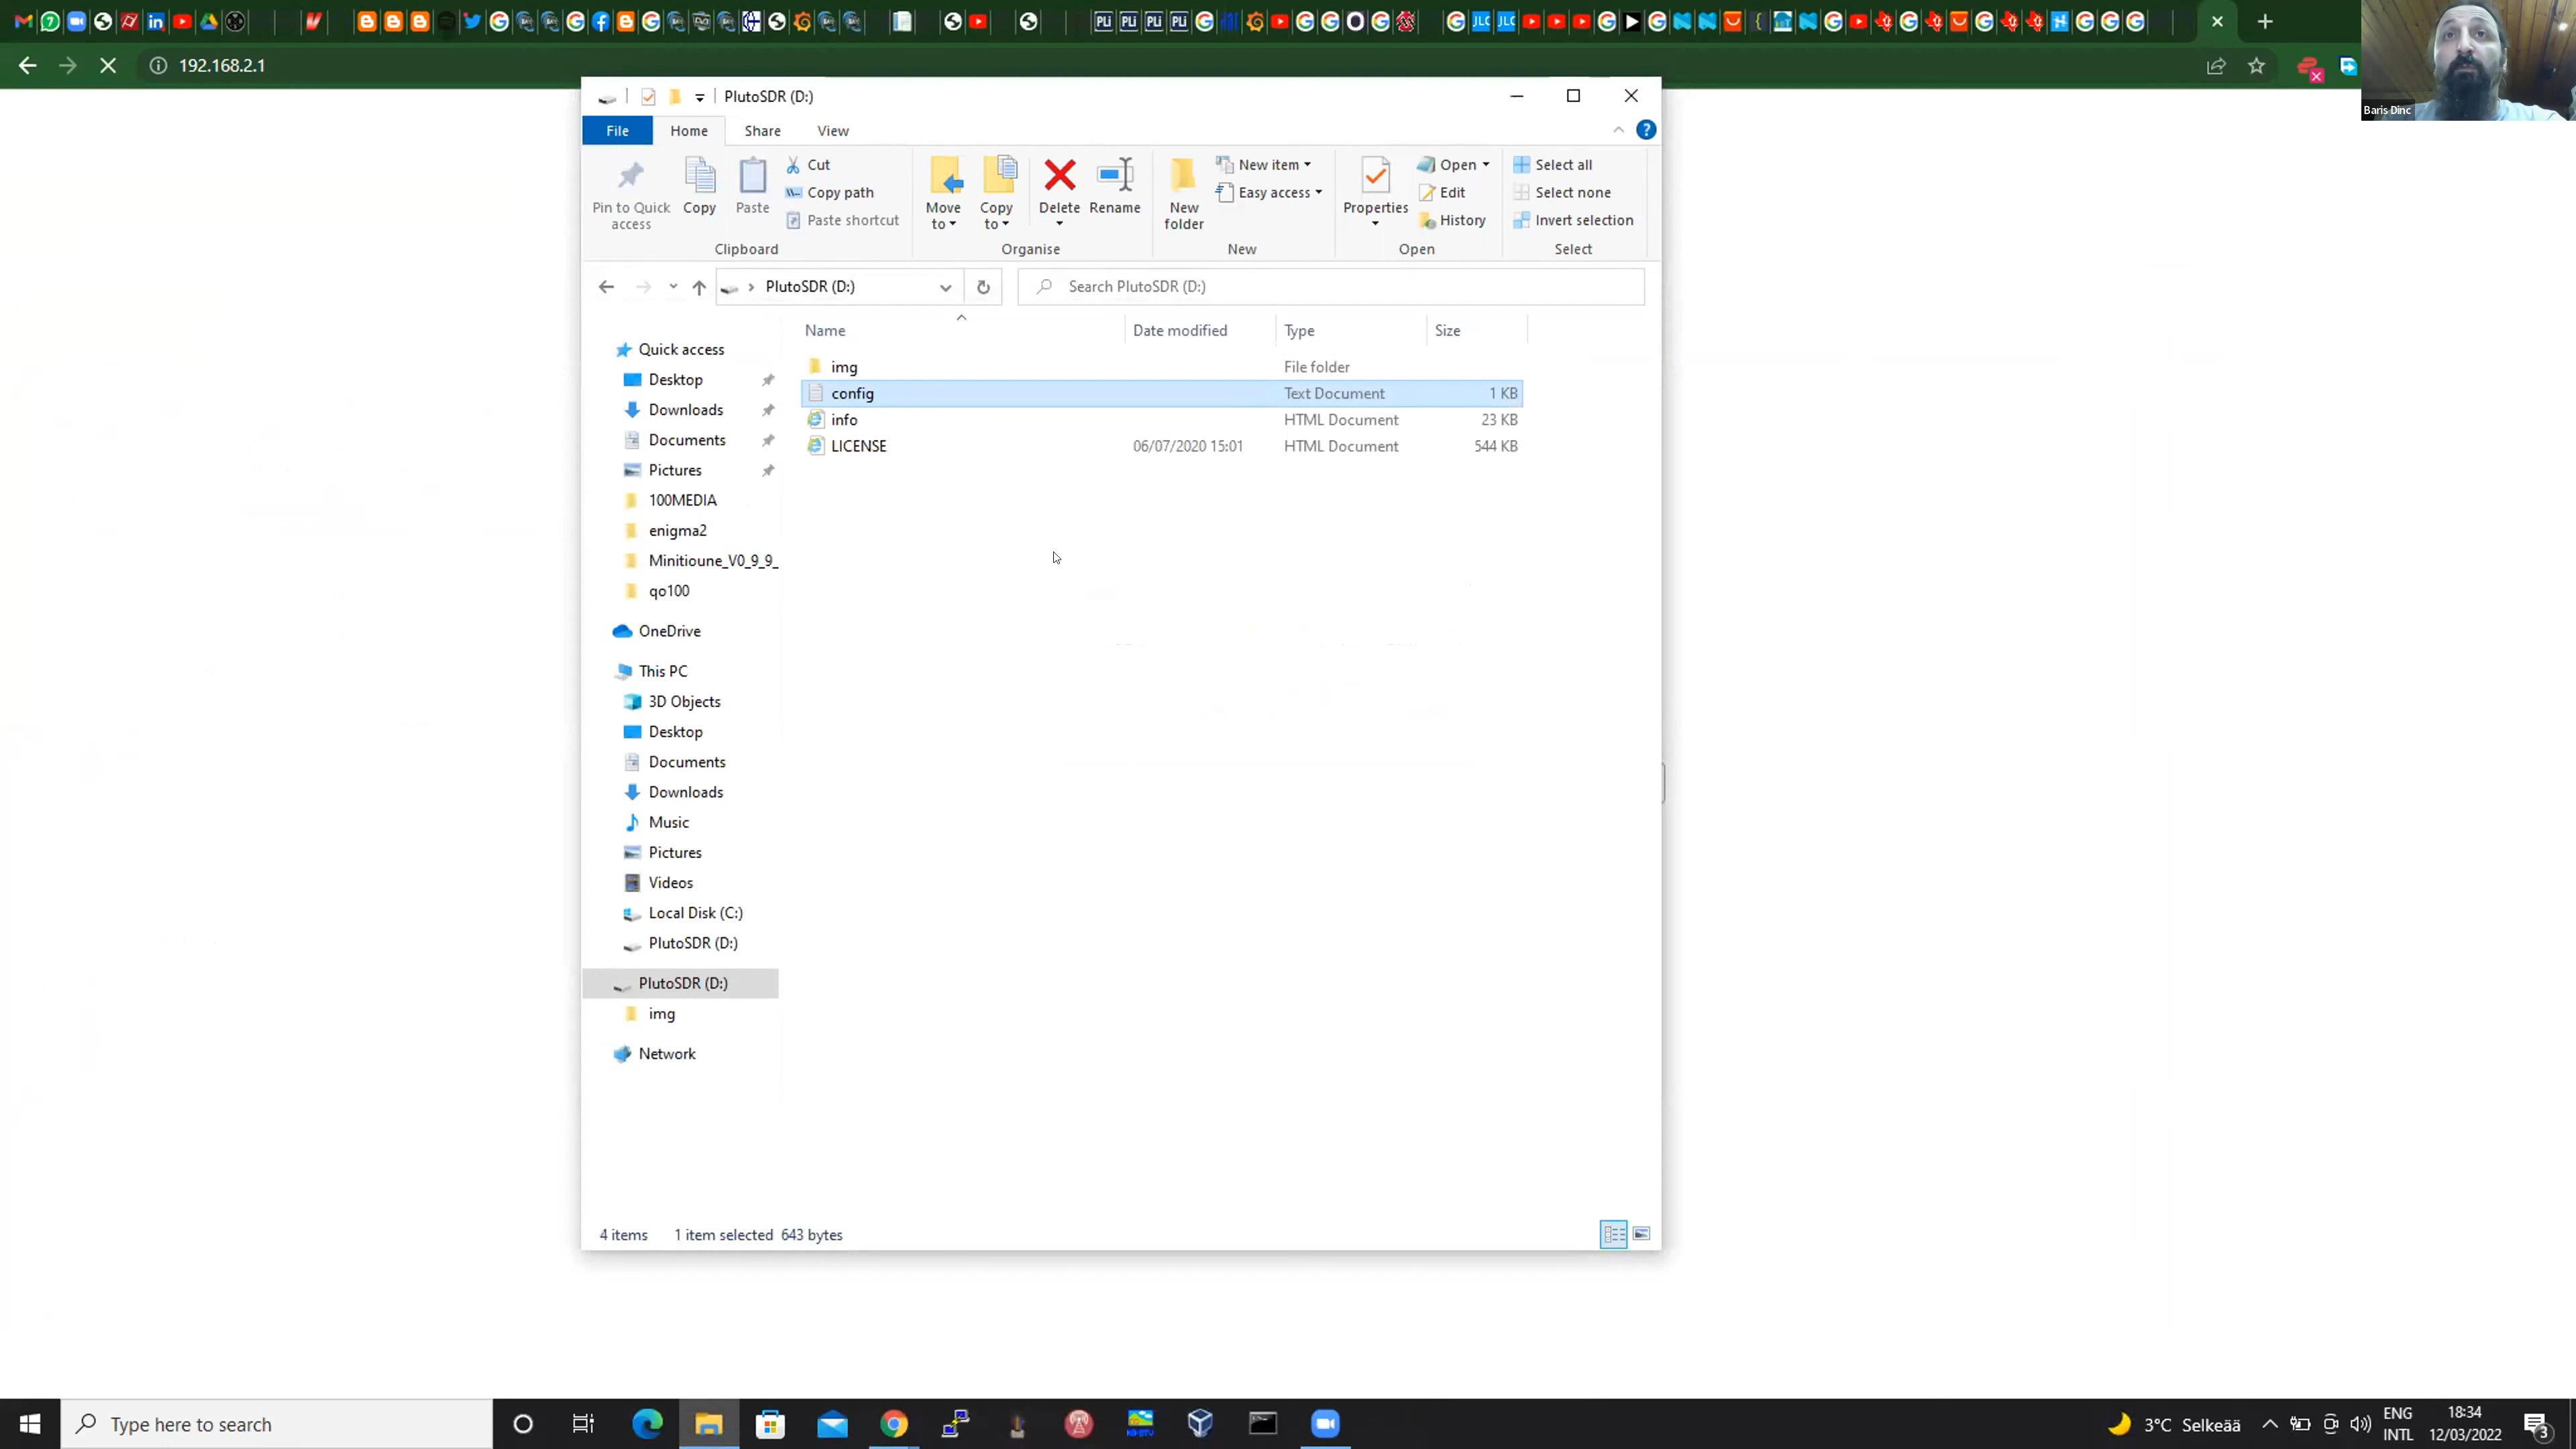 192.168.2.1
Baris Dinc
PlutoSDR (D:)
File Home Share View
Pin to Quick access
Copy
Paste
Cut
Copy path
Paste shortcut
Clipboard
Move to
Copy to
Delete
Rename
Organise
New folder
New item
Easy access
New
Properties
Open
Edit
History
Open
Select all
Select none
Invert selection
Select
PlutoSDR (D:)
Search PlutoSDR (D:)
Name Date modified Type Size
img File folder
config Text Document 1 KB
info HTML Document 23 KB
LICENSE 06/07/2020 15:01 HTML Document 544 KB
Quick access
Desktop
Downloads
Documents
Pictures
100MEDIA
enigma2
Minitioune_V0_9_9_
qo100
OneDrive
This PC
3D Objects
Desktop
Documents
Downloads
Music
Pictures
Videos
Local Disk (C:)
PlutoSDR (D:)
PlutoSDR (D:)
img
Network
4 items 1 item selected 643 bytes
Type here to search
3°C Selkeää
ENG
INTL
18:34
12/03/2022
3